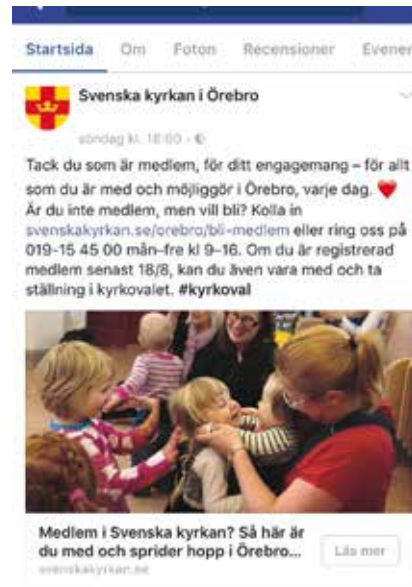 Startsida Om Foton Recensioner Evener
Svenska kyrkan i Örebro
söndag kl. 18:00 ·
Tack du som är medlem, för ditt engagemang – för allt
som du är med och möjliggör i Örebro, varje dag. ❤
Är du inte medlem, men vill bli? Kolla in
svenskakyrkan.se/orebro/bli-medlem eller ring oss på
019-15 45 00 mån–fre kl 9–16. Om du är registrerad
medlem senast 18/8, kan du även vara med och ta
ställning i kyrkovalet. #kyrkoval
Medlem i Svenska kyrkan? Så här är
du med och sprider hopp i Örebro...
Läs mer
svenskakyrkan.se